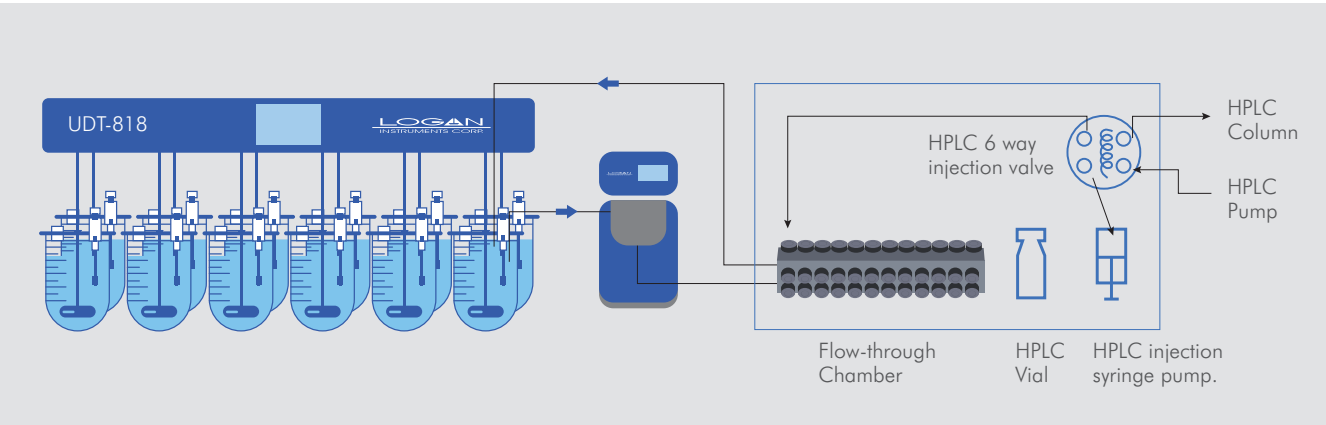 UDT-818
LOGAN
INSTRUMENTS CORP.
HPLC 6 way
injection valve
HPLC
Column
HPLC
Pump
Flow-through
Chamber
HPLC
Vial
HPLC injection
syringe pump.